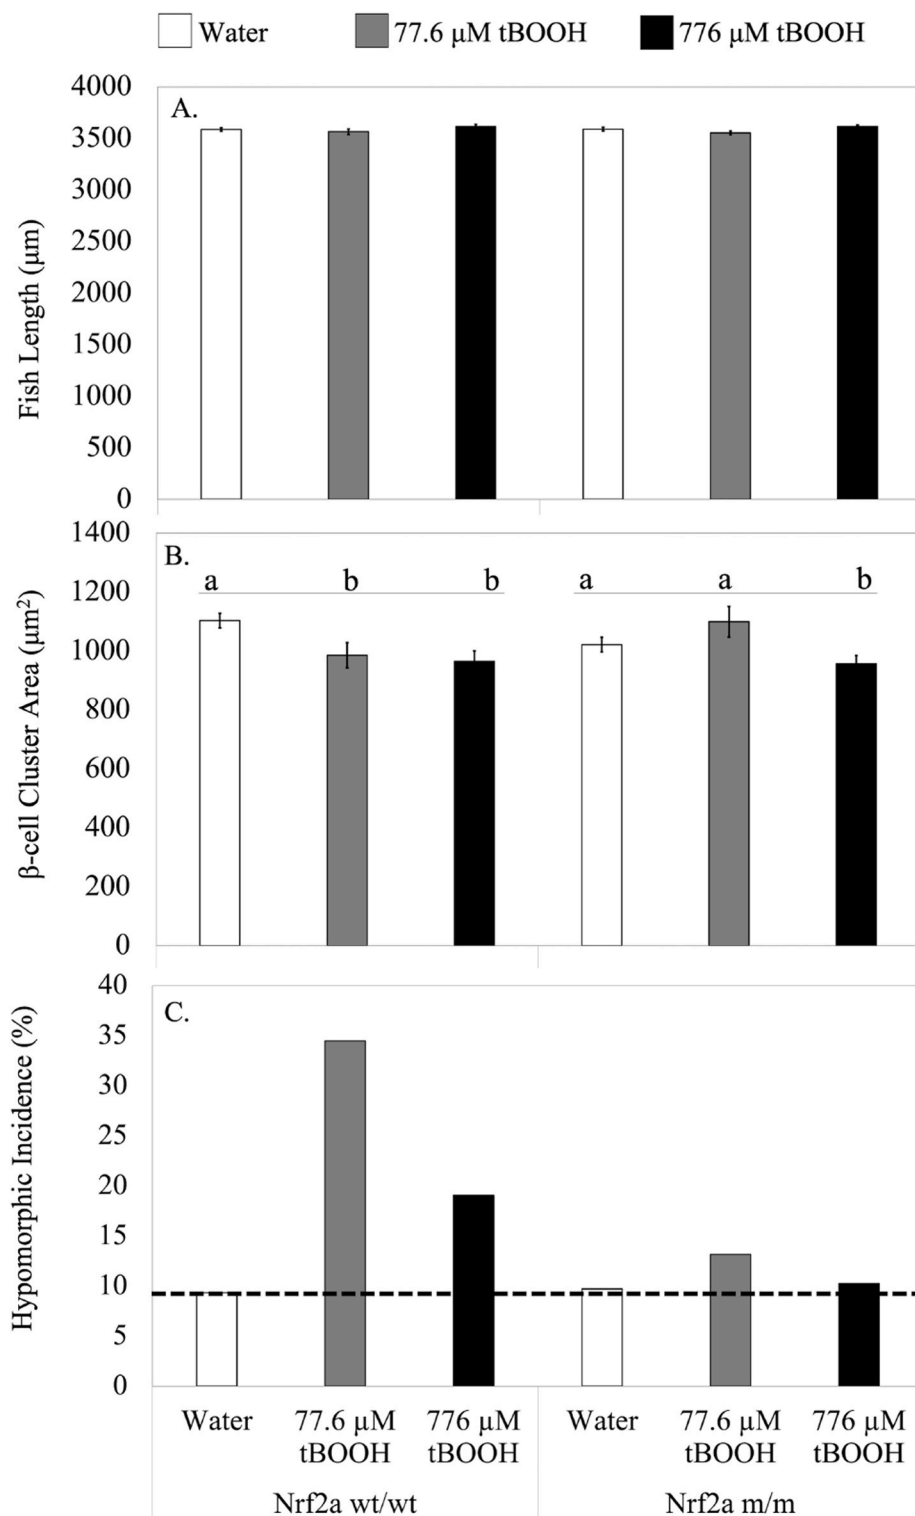 Water 77.6 μM tBOOH 776 μM tBOOH
A.
Fish Length (μm)
4000
3500
3000
2500
2000
1500
1000
500
0
B.
a b b a a b
β-cell Cluster Area (μm²)
1400
1200
1000
800
600
400
200
0
C.
Hypomorphic Incidence (%)
40
35
30
25
20
15
10
5
0
Water 77.6 μM 776 μM Water 77.6 μM 776 μM
tBOOH tBOOH tBOOH tBOOH
Nrf2a wt/wt Nrf2a m/m